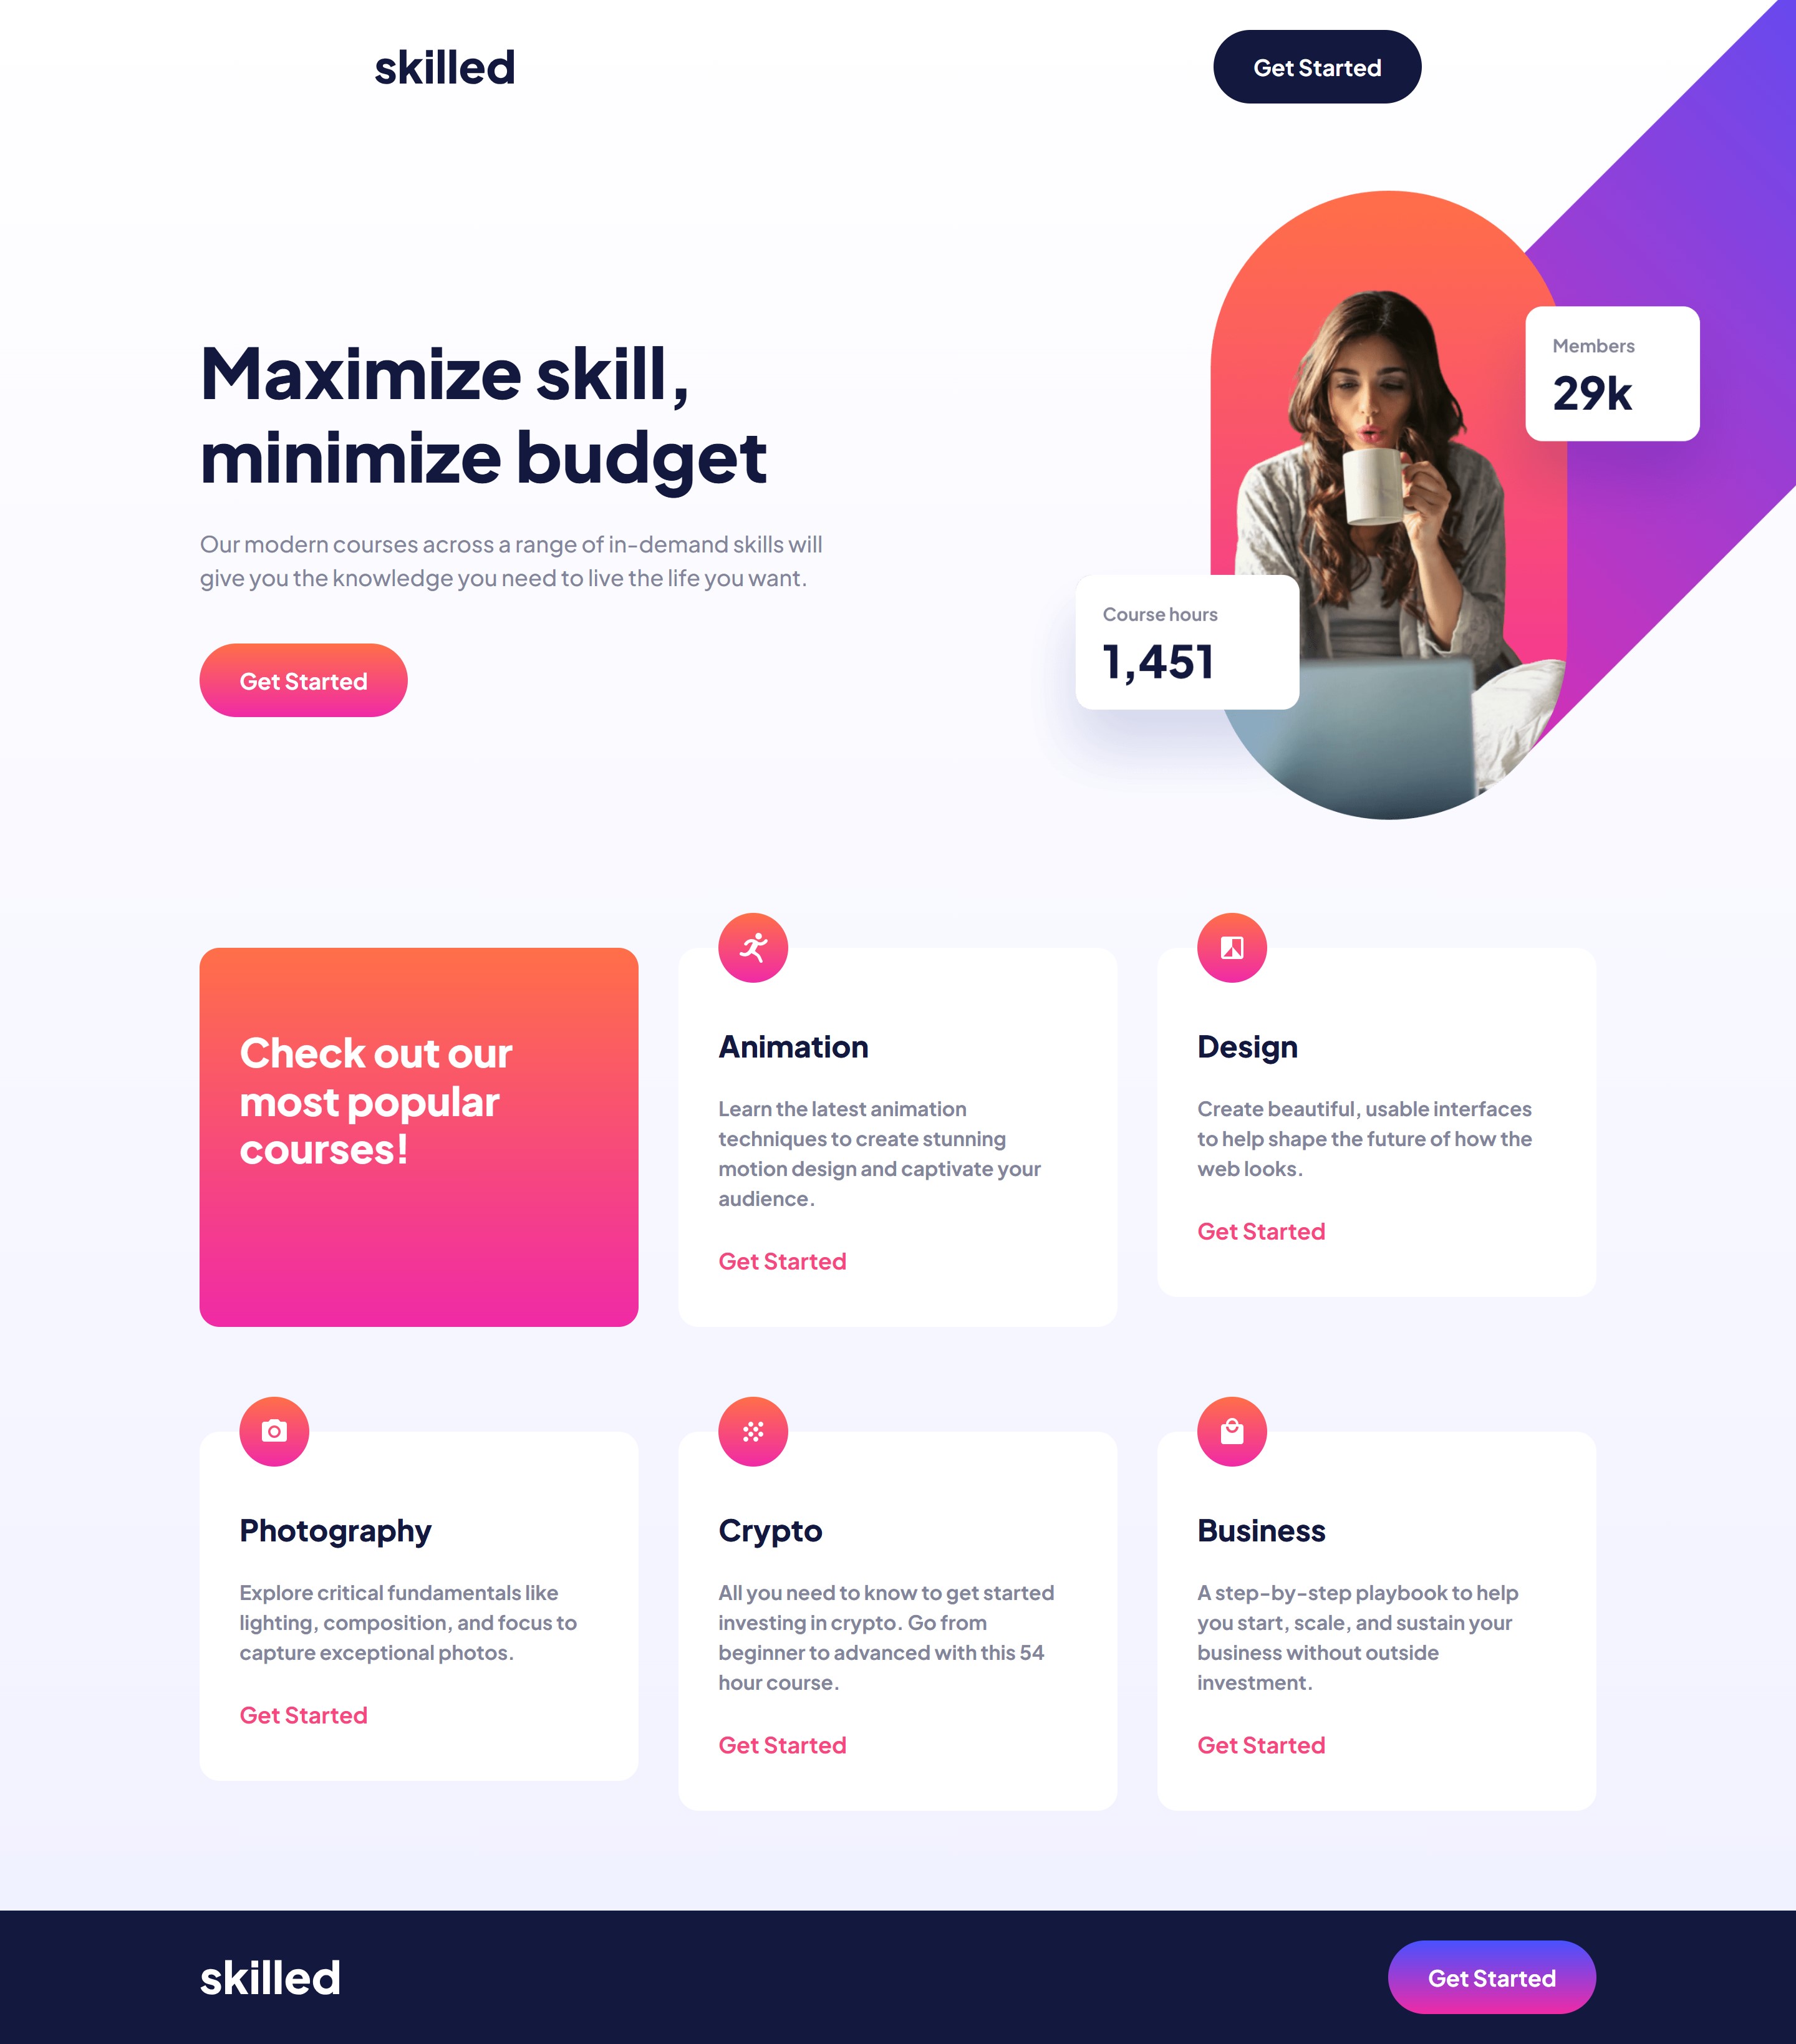 skilled
Get Started
Maximize skill,
minimize budget
Our modern courses across a range of in-demand skills will
give you the knowledge you need to live the life you want.
Get Started
Members
29k
Course hours
1,451
Check out our
most popular
courses!
Animation
Learn the latest animation
techniques to create stunning
motion design and captivate your
audience.
Get Started
Design
Create beautiful, usable interfaces
to help shape the future of how the
web looks.
Get Started
Photography
Explore critical fundamentals like
lighting, composition, and focus to
capture exceptional photos.
Get Started
Crypto
All you need to know to get started
investing in crypto. Go from
beginner to advanced with this 54
hour course.
Get Started
Business
A step-by-step playbook to help
you start, scale, and sustain your
business without outside
investment.
Get Started
skilled
Get Started